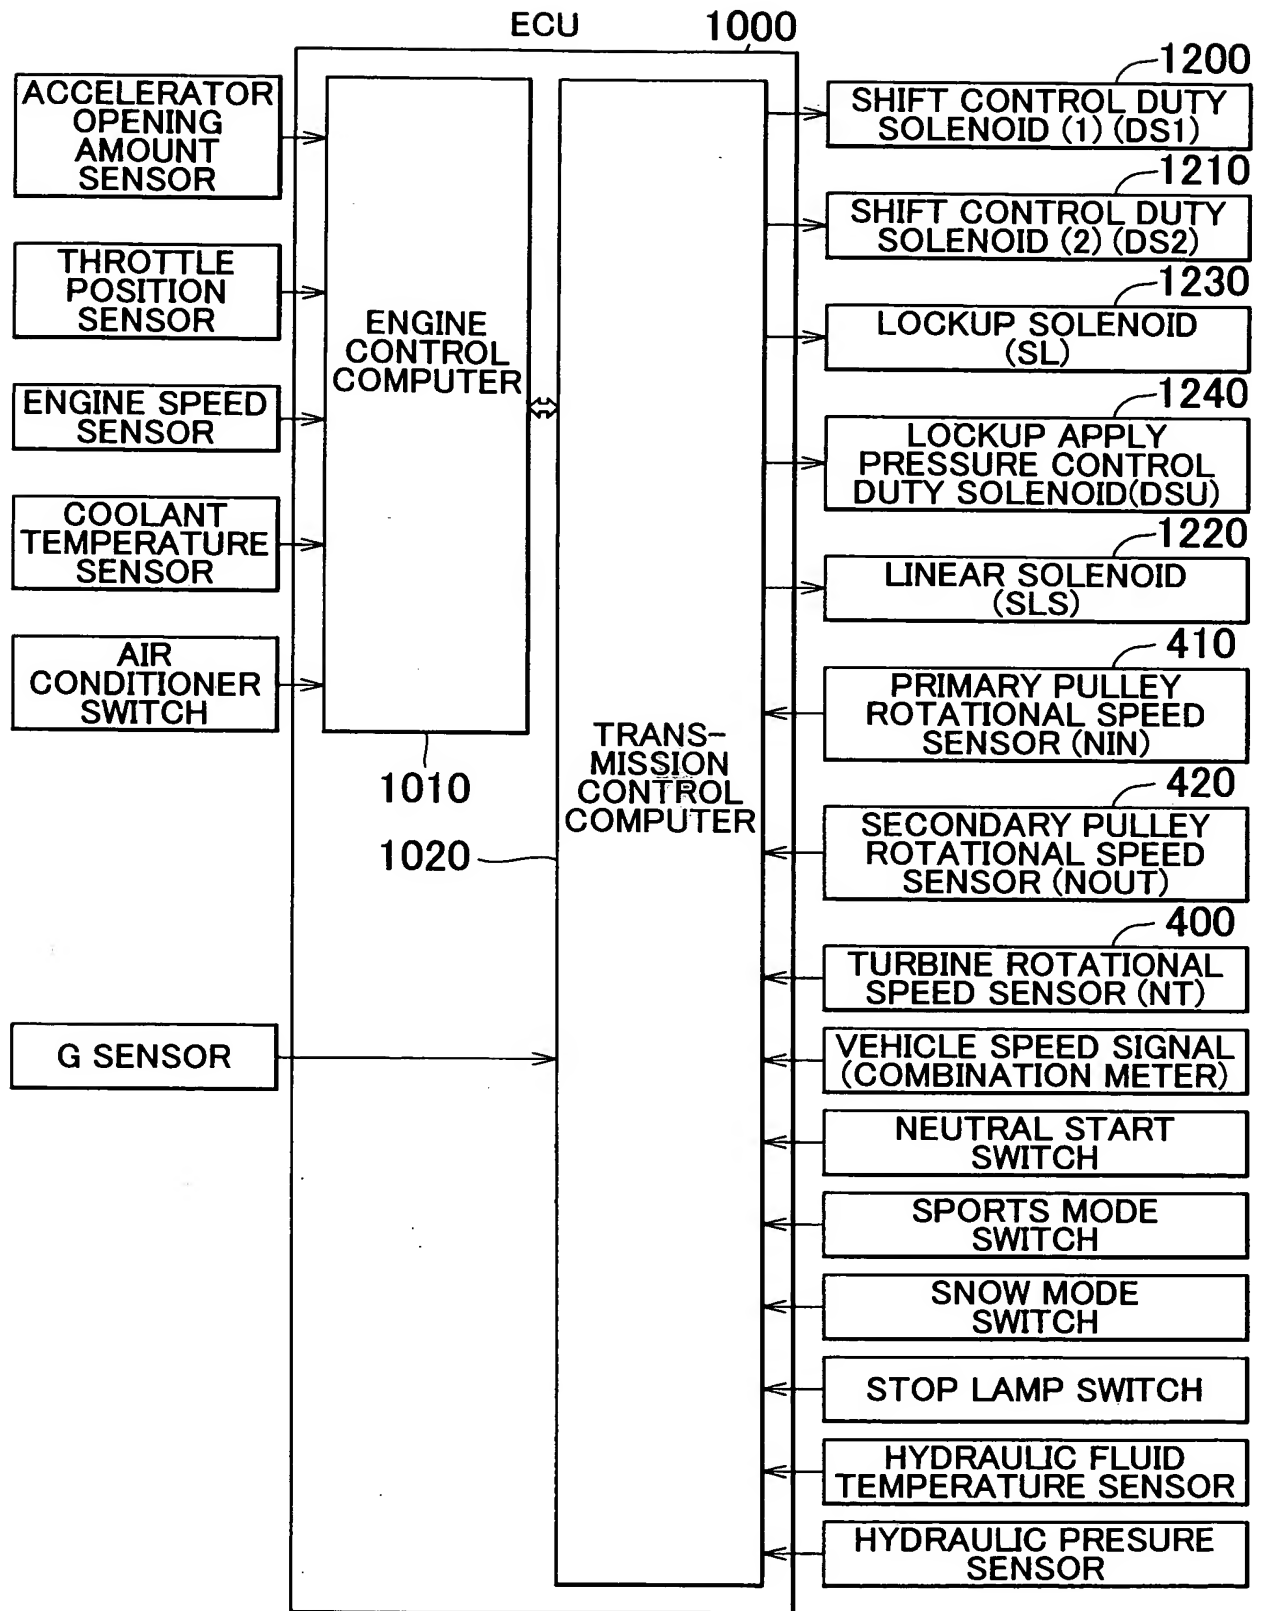 ECU
1000
ACCELERATOR
OPENING
AMOUNT
SENSOR
THROTTLE
POSITION
SENSOR
ENGINE SPEED
SENSOR
COOLANT
TEMPERATURE
SENSOR
AIR
CONDITIONER
SWITCH
G SENSOR
ENGINE
CONTROL
COMPUTER
1010
1020
TRANS-
MISSION
CONTROL
COMPUTER
1200
SHIFT CONTROL DUTY
SOLENOID (1) (DS1)
1210
SHIFT CONTROL DUTY
SOLENOID (2) (DS2)
1230
LOCKUP SOLENOID
(SL)
1240
LOCKUP APPLY
PRESSURE CONTROL
DUTY SOLENOID(DSU)
1220
LINEAR SOLENOID
(SLS)
410
PRIMARY PULLEY
ROTATIONAL SPEED
SENSOR (NIN)
420
SECONDARY PULLEY
ROTATIONAL SPEED
SENSOR (NOUT)
400
TURBINE ROTATIONAL
SPEED SENSOR (NT)
VEHICLE SPEED SIGNAL
(COMBINATION METER)
NEUTRAL START
SWITCH
SPORTS MODE
SWITCH
SNOW MODE
SWITCH
STOP LAMP SWITCH
HYDRAULIC FLUID
TEMPERATURE SENSOR
HYDRAULIC PRESURE
SENSOR